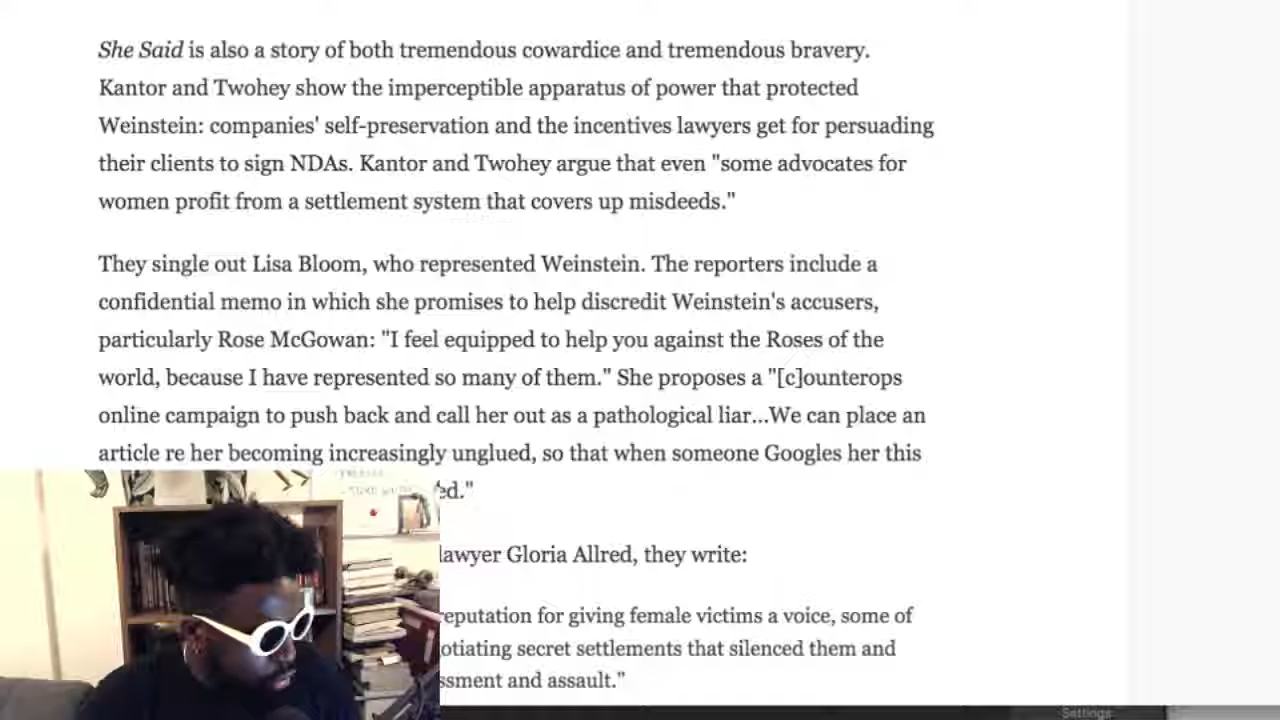 She Said is also a story of both tremendous cowardice and tremendous bravery.
Kantor and Twohey show the imperceptible apparatus of power that protected
Weinstein: companies' self-preservation and the incentives lawyers get for persuading
their clients to sign NDAs. Kantor and Twohey argue that even "some advocates for
women profit from a settlement system that covers up misdeeds."
They single out Lisa Bloom, who represented Weinstein. The reporters include a
confidential memo in which she promises to help discredit Weinstein's accusers,
particularly Rose McGowan: "I feel equipped to help you against the Roses of the
world, because I have represented so many of them." She proposes a "[c]ounterops
online campaign to push back and call her out as a pathological liar...We can place an
article re her becoming increasingly unglued, so that when someone Googles her this
ed."
lawyer Gloria Allred, they write:
reputation for giving female victims a voice, some of
otiating secret settlements that silenced them and
ssment and assault."
Settings